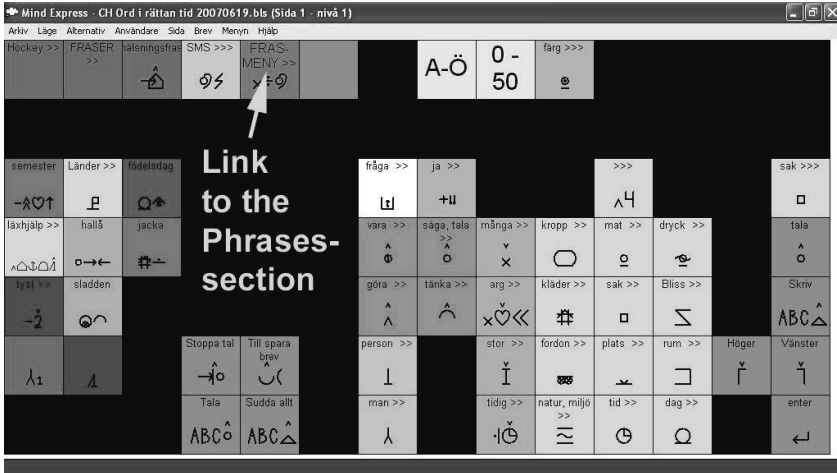 Mind Express - CH Ord i rättan tid 20070619.bls (Sida 1 - nivå 1)
Arkiv Läge Alternativ Användare Sida Brev Menyn Hjälp
Hockey >> FRASER >> hälsningsfras SMS >>> FRAS-MENY >> A-Ö 0 - 50 färg >>>
Link
to the
Phrases-
section
semester Länder >> födelsdag fråga >> ja >> >>> sak >>>
läxhjälp >> hallå jacka vara >> säga, tala >> många >> kropp >> mat >> dryck >> tala
tyst >> sladden göra >> tänka >> arg >> kläder >> sak >> Bliss >> Skriv
ABC
Stoppa tal Till spara brev person >> stor >> fordon >> plats >> rum >> Höger Vänster
Tala Sudda allt man >> tidig >> natur, miljö >> tid >> dag >> enter
ABC ABC